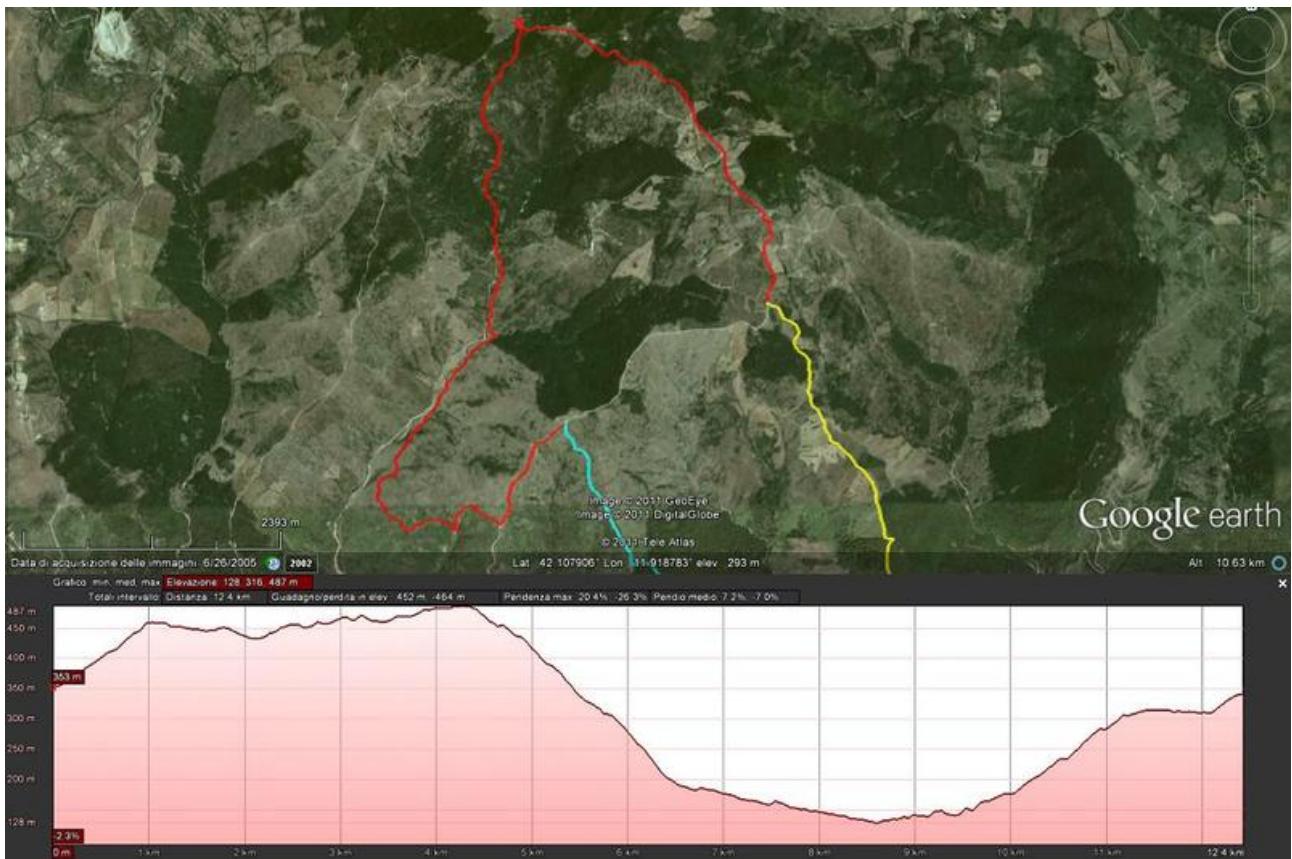 2393 m
Image © 2011 GeoEye
Image © 2011 DigitalGlobe
© 2011 Tele Atlas
Google earth
Data di acquisizione delle immagini 6/26/2005 2002 Lat 42.107906° Lon 11.918783° elev 293 m Alt 10.63 km
Grafico min, med, max Elevazione: 128, 316, 487 m
Totali intervallo: Distanza: 12.4 km Guadagno/perdita in elev. 452 m, -464 m Pendenza max 20.4%, -26.3% Pendio medio 7.2%, -7.0%
487 m
450 m
400 m
350 m
353 m
300 m
250 m
200 m
128 m
-2.3%
0 m 1 km 2 km 3 km 4 km 5 km 6 km 7 km 8 km 9 km 10 km 11 km 12.4 km